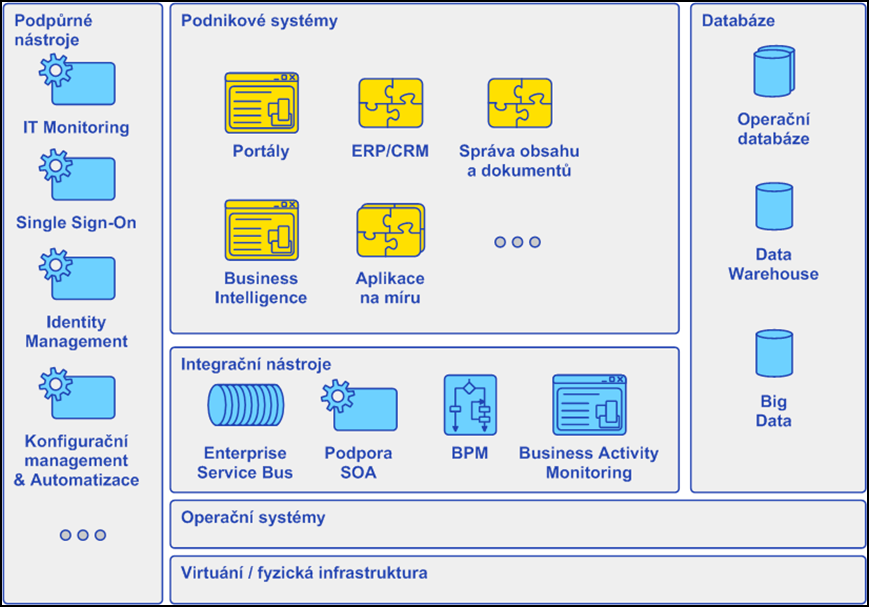 Podpůrné
nástroje
IT Monitoring
Single Sign-On
Identity
Management
Konfigurační
management
& Automatizace
Podnikové systémy
Portály
ERP/CRM
Správa obsahu
a dokumentů
Business
Intelligence
Aplikace
na míru
Integrační nástroje
Enterprise
Service Bus
Podpora
SOA
BPM
Business Activity
Monitoring
Databáze
Operační
databáze
Data
Warehouse
Big
Data
Operační systémy
Virtuání / fyzická infrastruktura